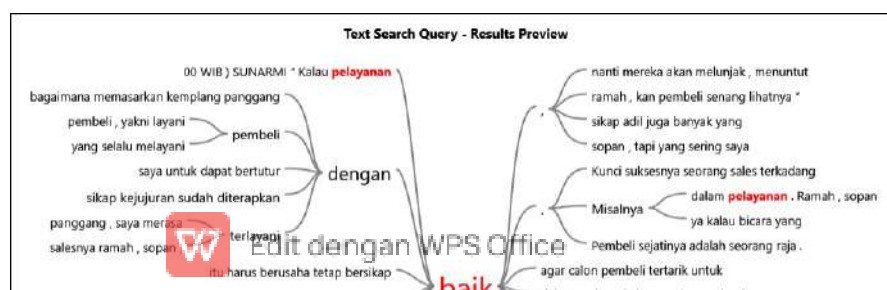 Text Search Query - Results Preview
00 WIB ) SUNARMI " Kalau pelayanan
bagaimana memasarkan kemplang panggang
pembeli , yakni layani
yang selalu melayani
pembeli
saya untuk dapat bertutur
sikap kejujuran sudah diterapkan
dengan
panggang , saya merasa
salesnya ramah , sopan ,
terlayani
itu harus berusaha tetap bersikap
baik
,
nanti mereka akan melunjak , menuntut
ramah , kan pembeli senang lihatnya "
sikap adil juga banyak yang
sopan , tapi yang sering saya
.
Kunci suksesnya seorang sales terkadang
Misalnya
dalam pelayanan . Ramah , sopan
ya kalau bicara yang
Pembeli sejatinya adalah seorang raja .
agar calon pembeli tertarik untuk
Edit dengan WPS Office